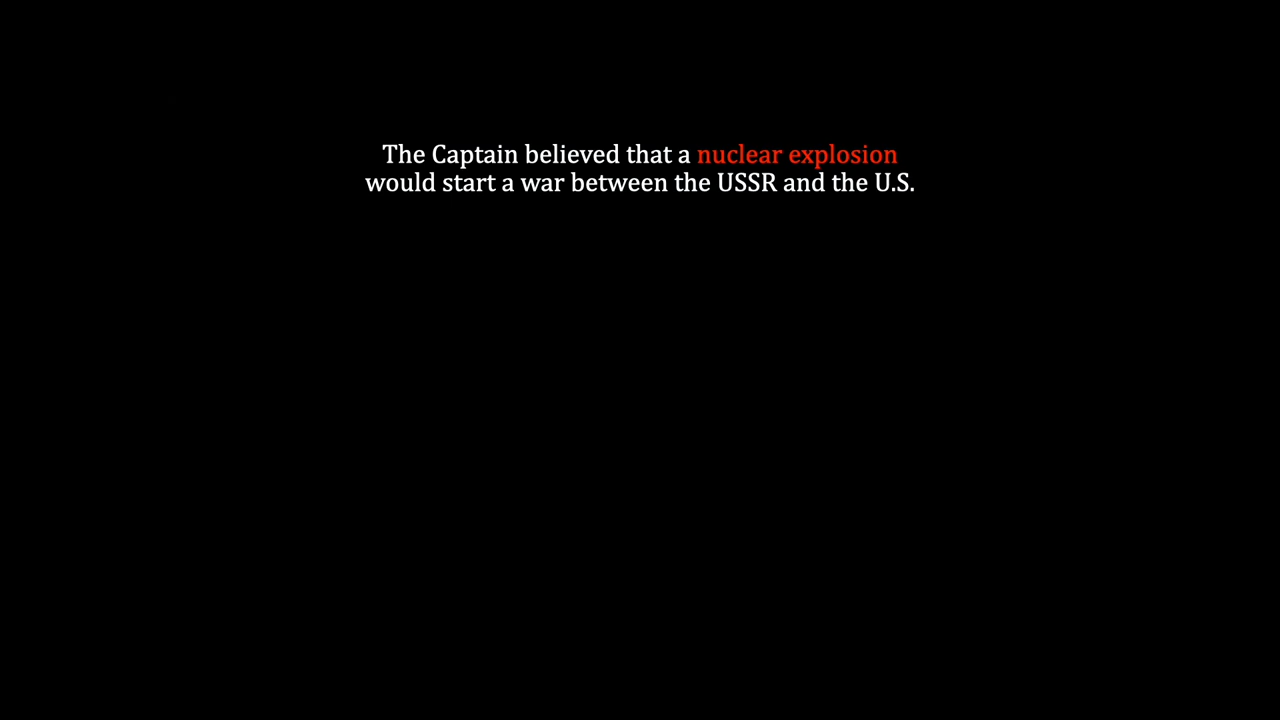 The Captain believed that a nuclear explosion
would start a war between the USSR and the U.S.